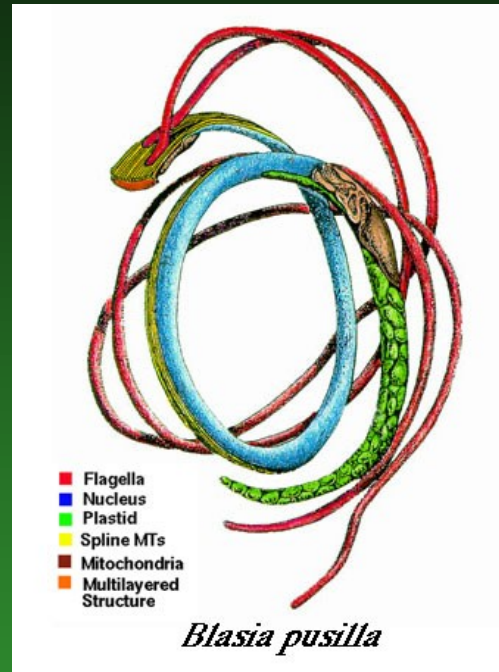 Flagella
Nucleus
Plastid
Spline MTs
Mitochondria
Multilayered
Structure
Blasia pusilla